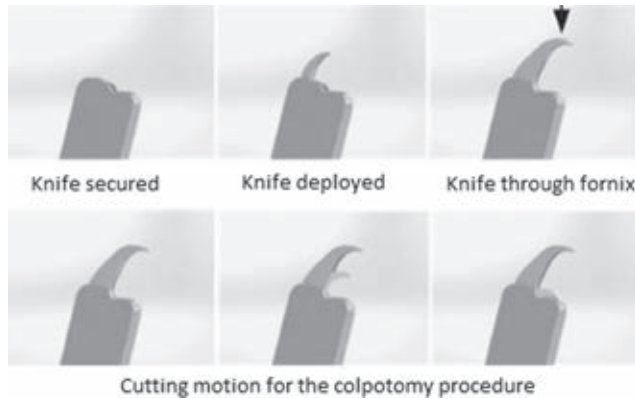 Knife secured
Knife deployed
Knife through fornix
Cutting motion for the colpotomy procedure